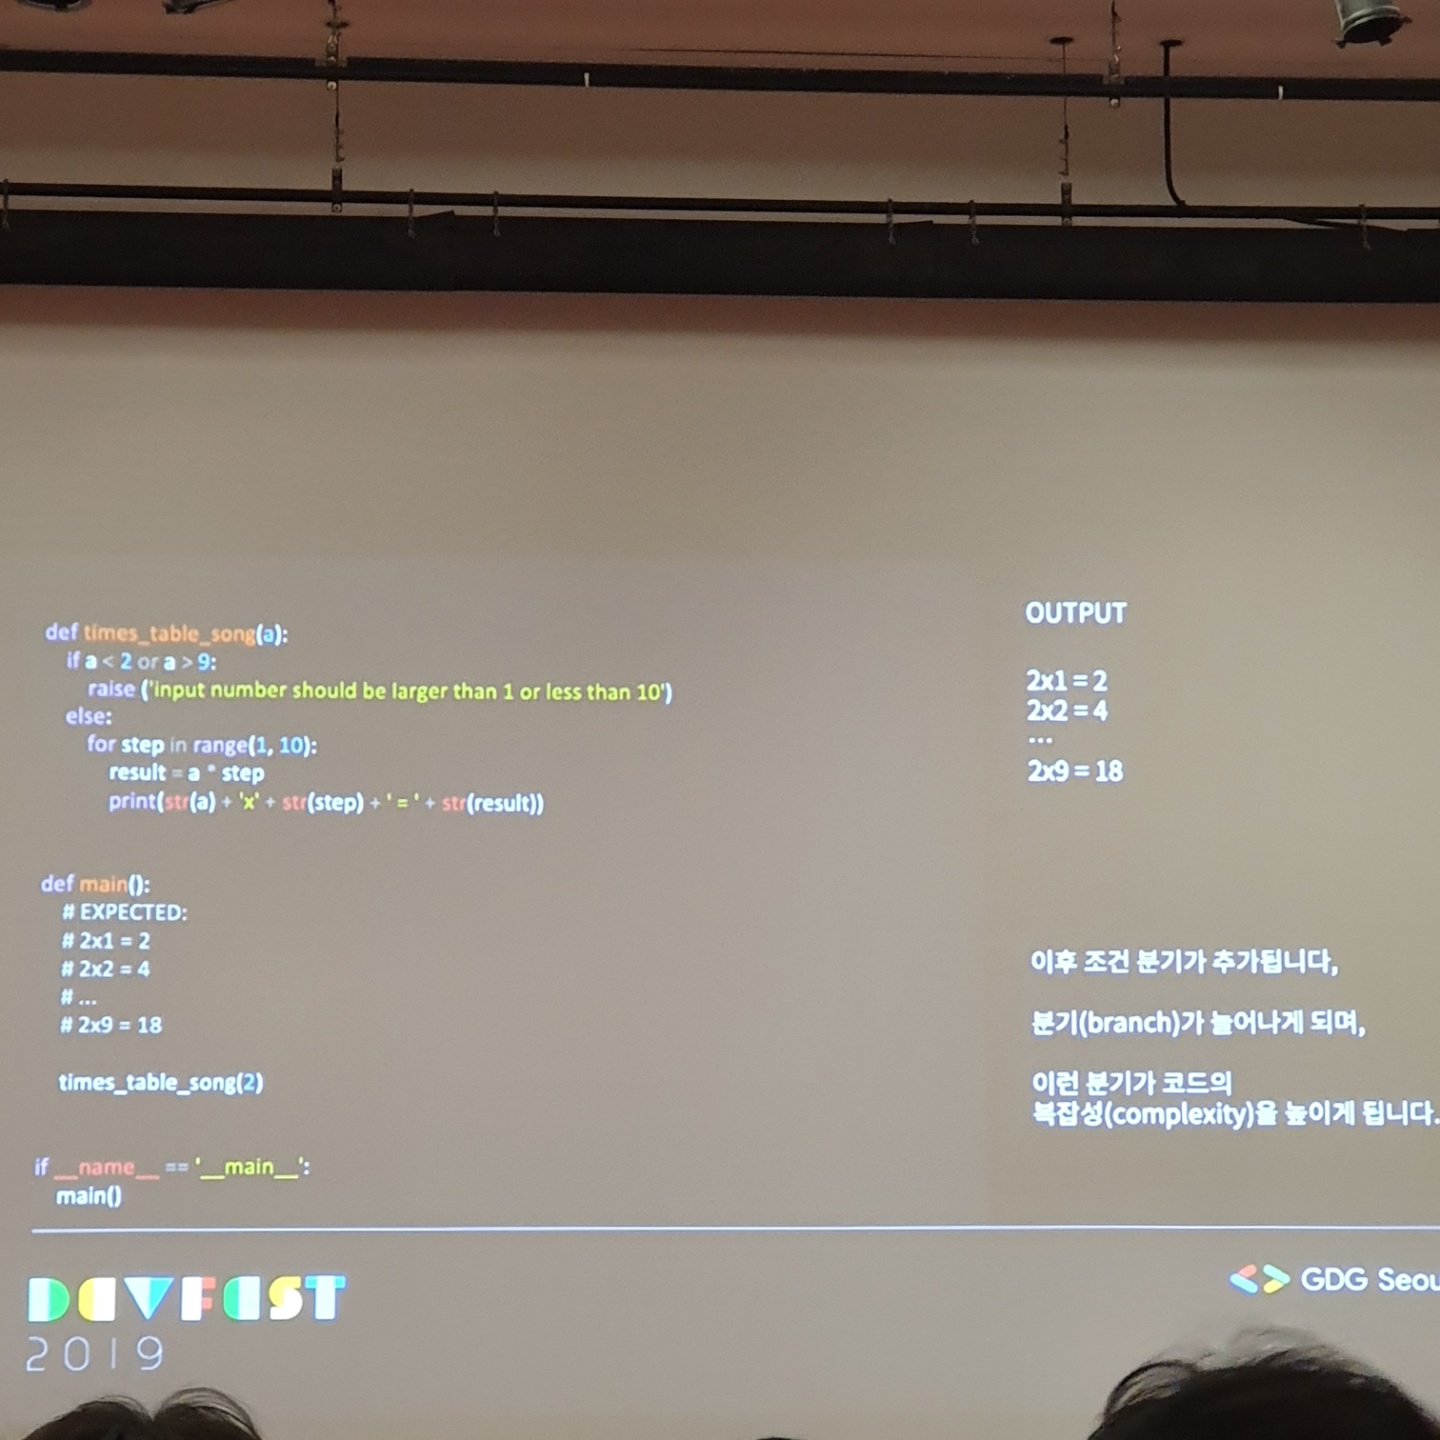 def times_table_song(a):
if a < 2 or a > 9:
raise ('input number should be larger than 1 or less than 10')
else:
for step in range(1, 10):
result = a * step
print(str(a) + 'x' + str(step) + ' = ' + str(result))
def main():
# EXPECTED:
# 2x1 = 2
# 2x2 = 4
# ...
# 2x9 = 18
times_table_song(2)
if __name__ == '__main__':
main()
OUTPUT
2x1 = 2
2x2 = 4
...
2x9 = 18
이후 조건 분기가 추가됩니다,
분기(branch)가 늘어나게 되며,
이런 분기가 코드의
복잡성(complexity)을 높이게 됩니다.
DEVFEST
2019
GDG Seou